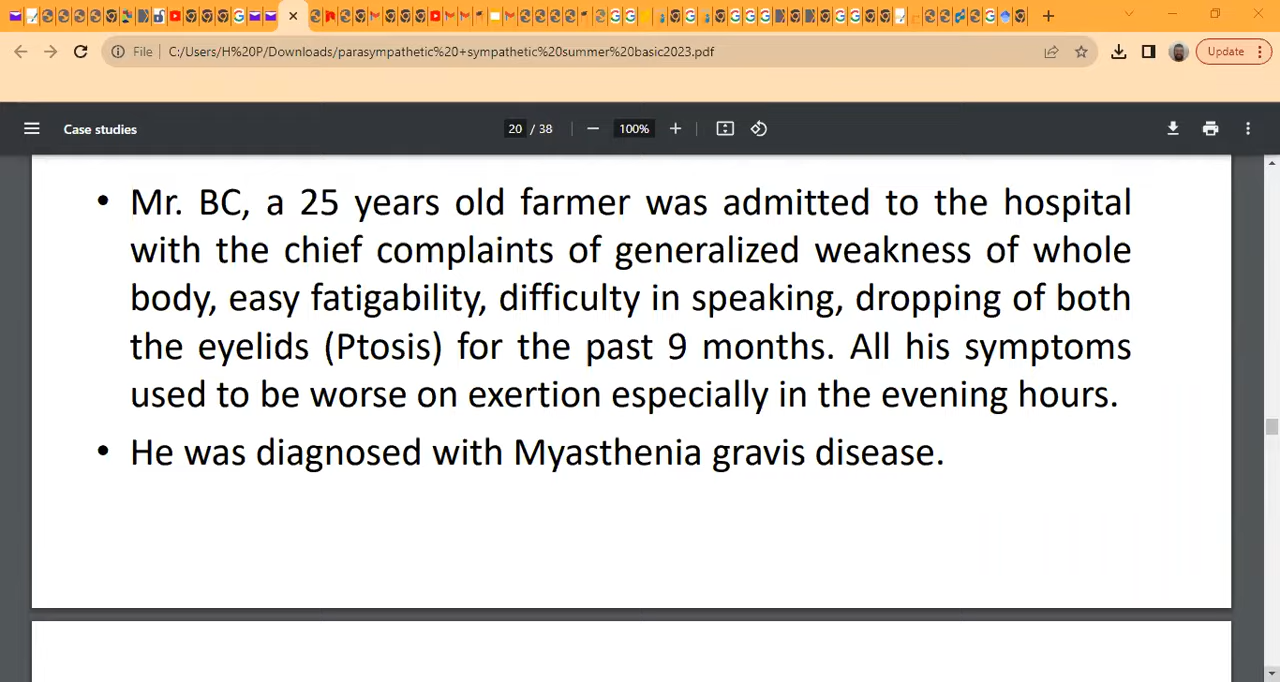 File C:/Users/H%20P/Downloads/parasympathetic%20+sympathetic%20summer%20basic2023.pdf
Update
Case studies
20 / 38
100%
• Mr. BC, a 25 years old farmer was admitted to the hospital
with the chief complaints of generalized weakness of whole
body, easy fatigability, difficulty in speaking, dropping of both
the eyelids (Ptosis) for the past 9 months. All his symptoms
used to be worse on exertion especially in the evening hours.
• He was diagnosed with Myasthenia gravis disease.